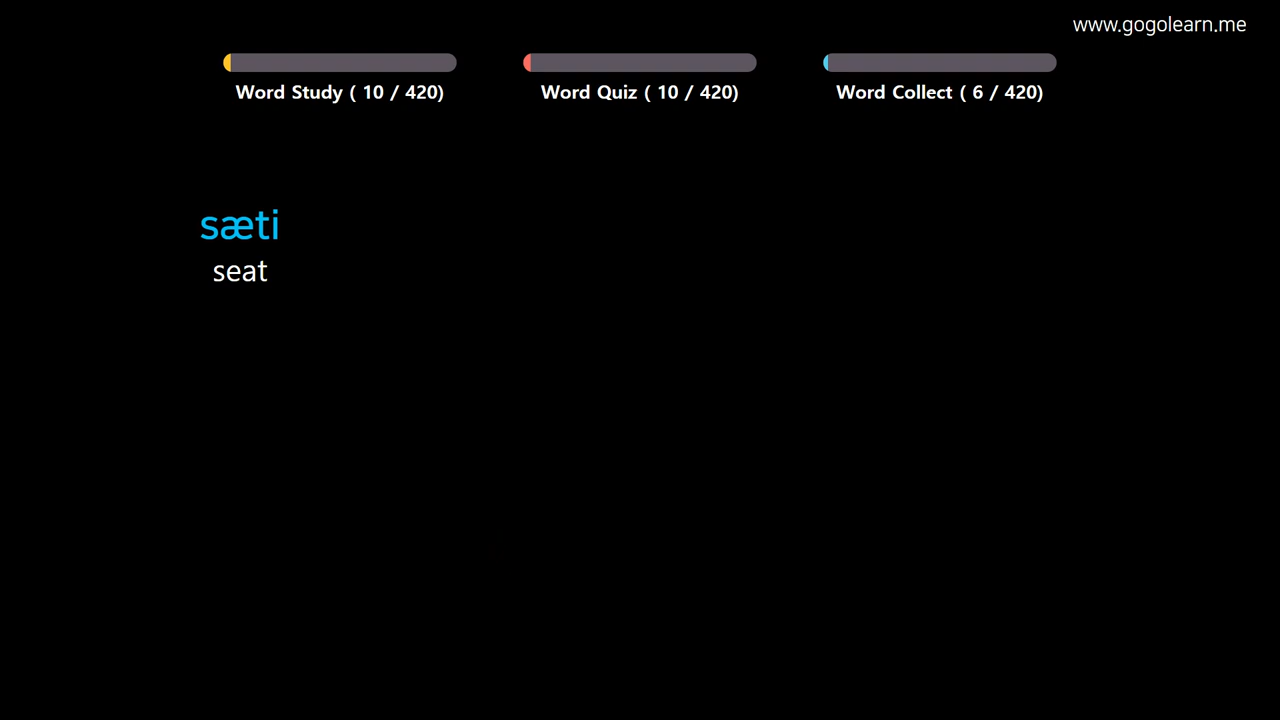 www.gogolearn.me
Word Study ( 10 / 420)
Word Quiz ( 10 / 420)
Word Collect ( 6 / 420)
sæti
seat